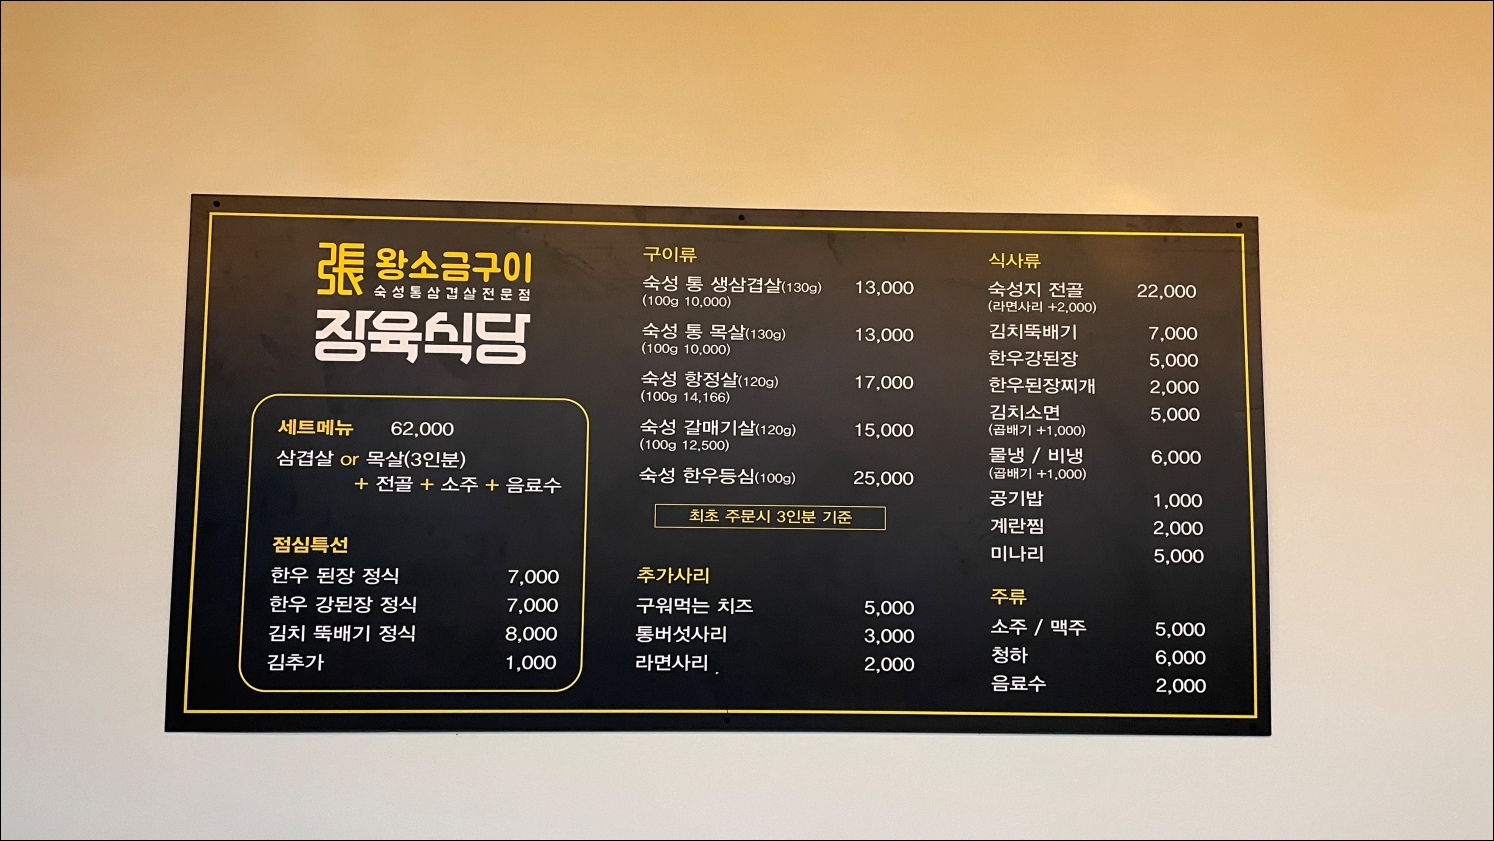 張 왕소금구이
숙성통삼겹살전문점
장육식당
세트메뉴 62,000
삼겹살 or 목살(3인분)
+ 전골 + 소주 + 음료수
점심특선
한우 된장 정식 7,000
한우 강된장 정식 7,000
김치 뚝배기 정식 8,000
김추가 1,000
구이류
숙성 통 생삼겹살(130g) 13,000
(100g 10,000)
숙성 통 목살(130g) 13,000
(100g 10,000)
숙성 항정살(120g) 17,000
(100g 14,166)
숙성 갈매기살(120g) 15,000
(100g 12,500)
숙성 한우등심(100g) 25,000
최초 주문시 3인분 기준
추가사리
구워먹는 치즈 5,000
통버섯사리 3,000
라면사리 2,000
식사류
숙성지 전골 22,000
(라면사리 +2,000)
김치뚝배기 7,000
한우강된장 5,000
한우된장찌개 2,000
김치소면 5,000
(곱배기 +1,000)
물냉 / 비냉 6,000
(곱배기 +1,000)
공기밥 1,000
계란찜 2,000
미나리 5,000
주류
소주 / 맥주 5,000
청하 6,000
음료수 2,000